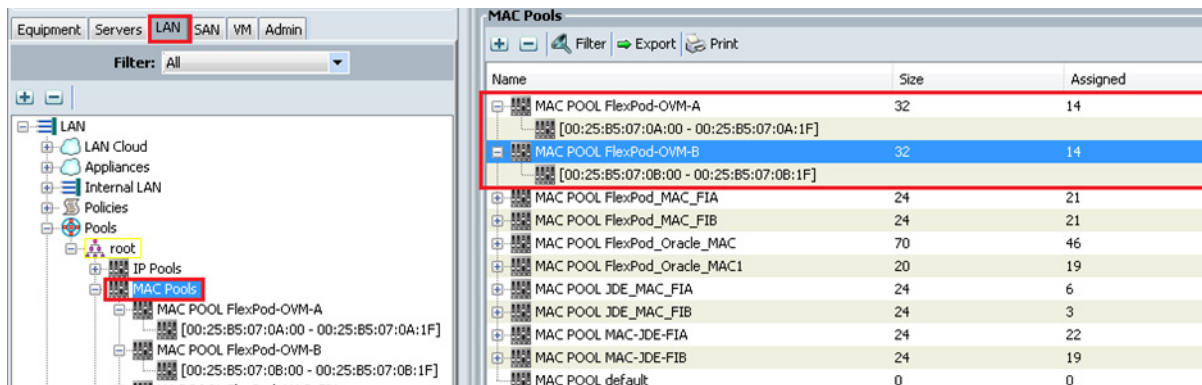 Equipment Servers LAN SAN VM Admin
Filter: All
LAN
LAN Cloud
Appliances
Internal LAN
Policies
Pools
root
IP Pools
MAC Pools
MAC POOL FlexPod-OVM-A
[00:25:B5:07:0A:00 - 00:25:B5:07:0A:1F]
MAC POOL FlexPod-OVM-B
[00:25:B5:07:0B:00 - 00:25:B5:07:0B:1F]
MAC Pools
Filter Export Print
Name Size Assigned
MAC POOL FlexPod-OVM-A 32 14
[00:25:B5:07:0A:00 - 00:25:B5:07:0A:1F]
MAC POOL FlexPod-OVM-B 32 14
[00:25:B5:07:0B:00 - 00:25:B5:07:0B:1F]
MAC POOL FlexPod_MAC_FIA 24 21
MAC POOL FlexPod_MAC_FIB 24 21
MAC POOL FlexPod_Oracle_MAC 70 46
MAC POOL FlexPod_Oracle_MAC1 20 19
MAC POOL JDE_MAC_FIA 24 6
MAC POOL JDE_MAC_FIB 24 3
MAC POOL MAC-JDE-FIA 24 22
MAC POOL MAC-JDE-FIB 24 19
MAC POOL default 0 0